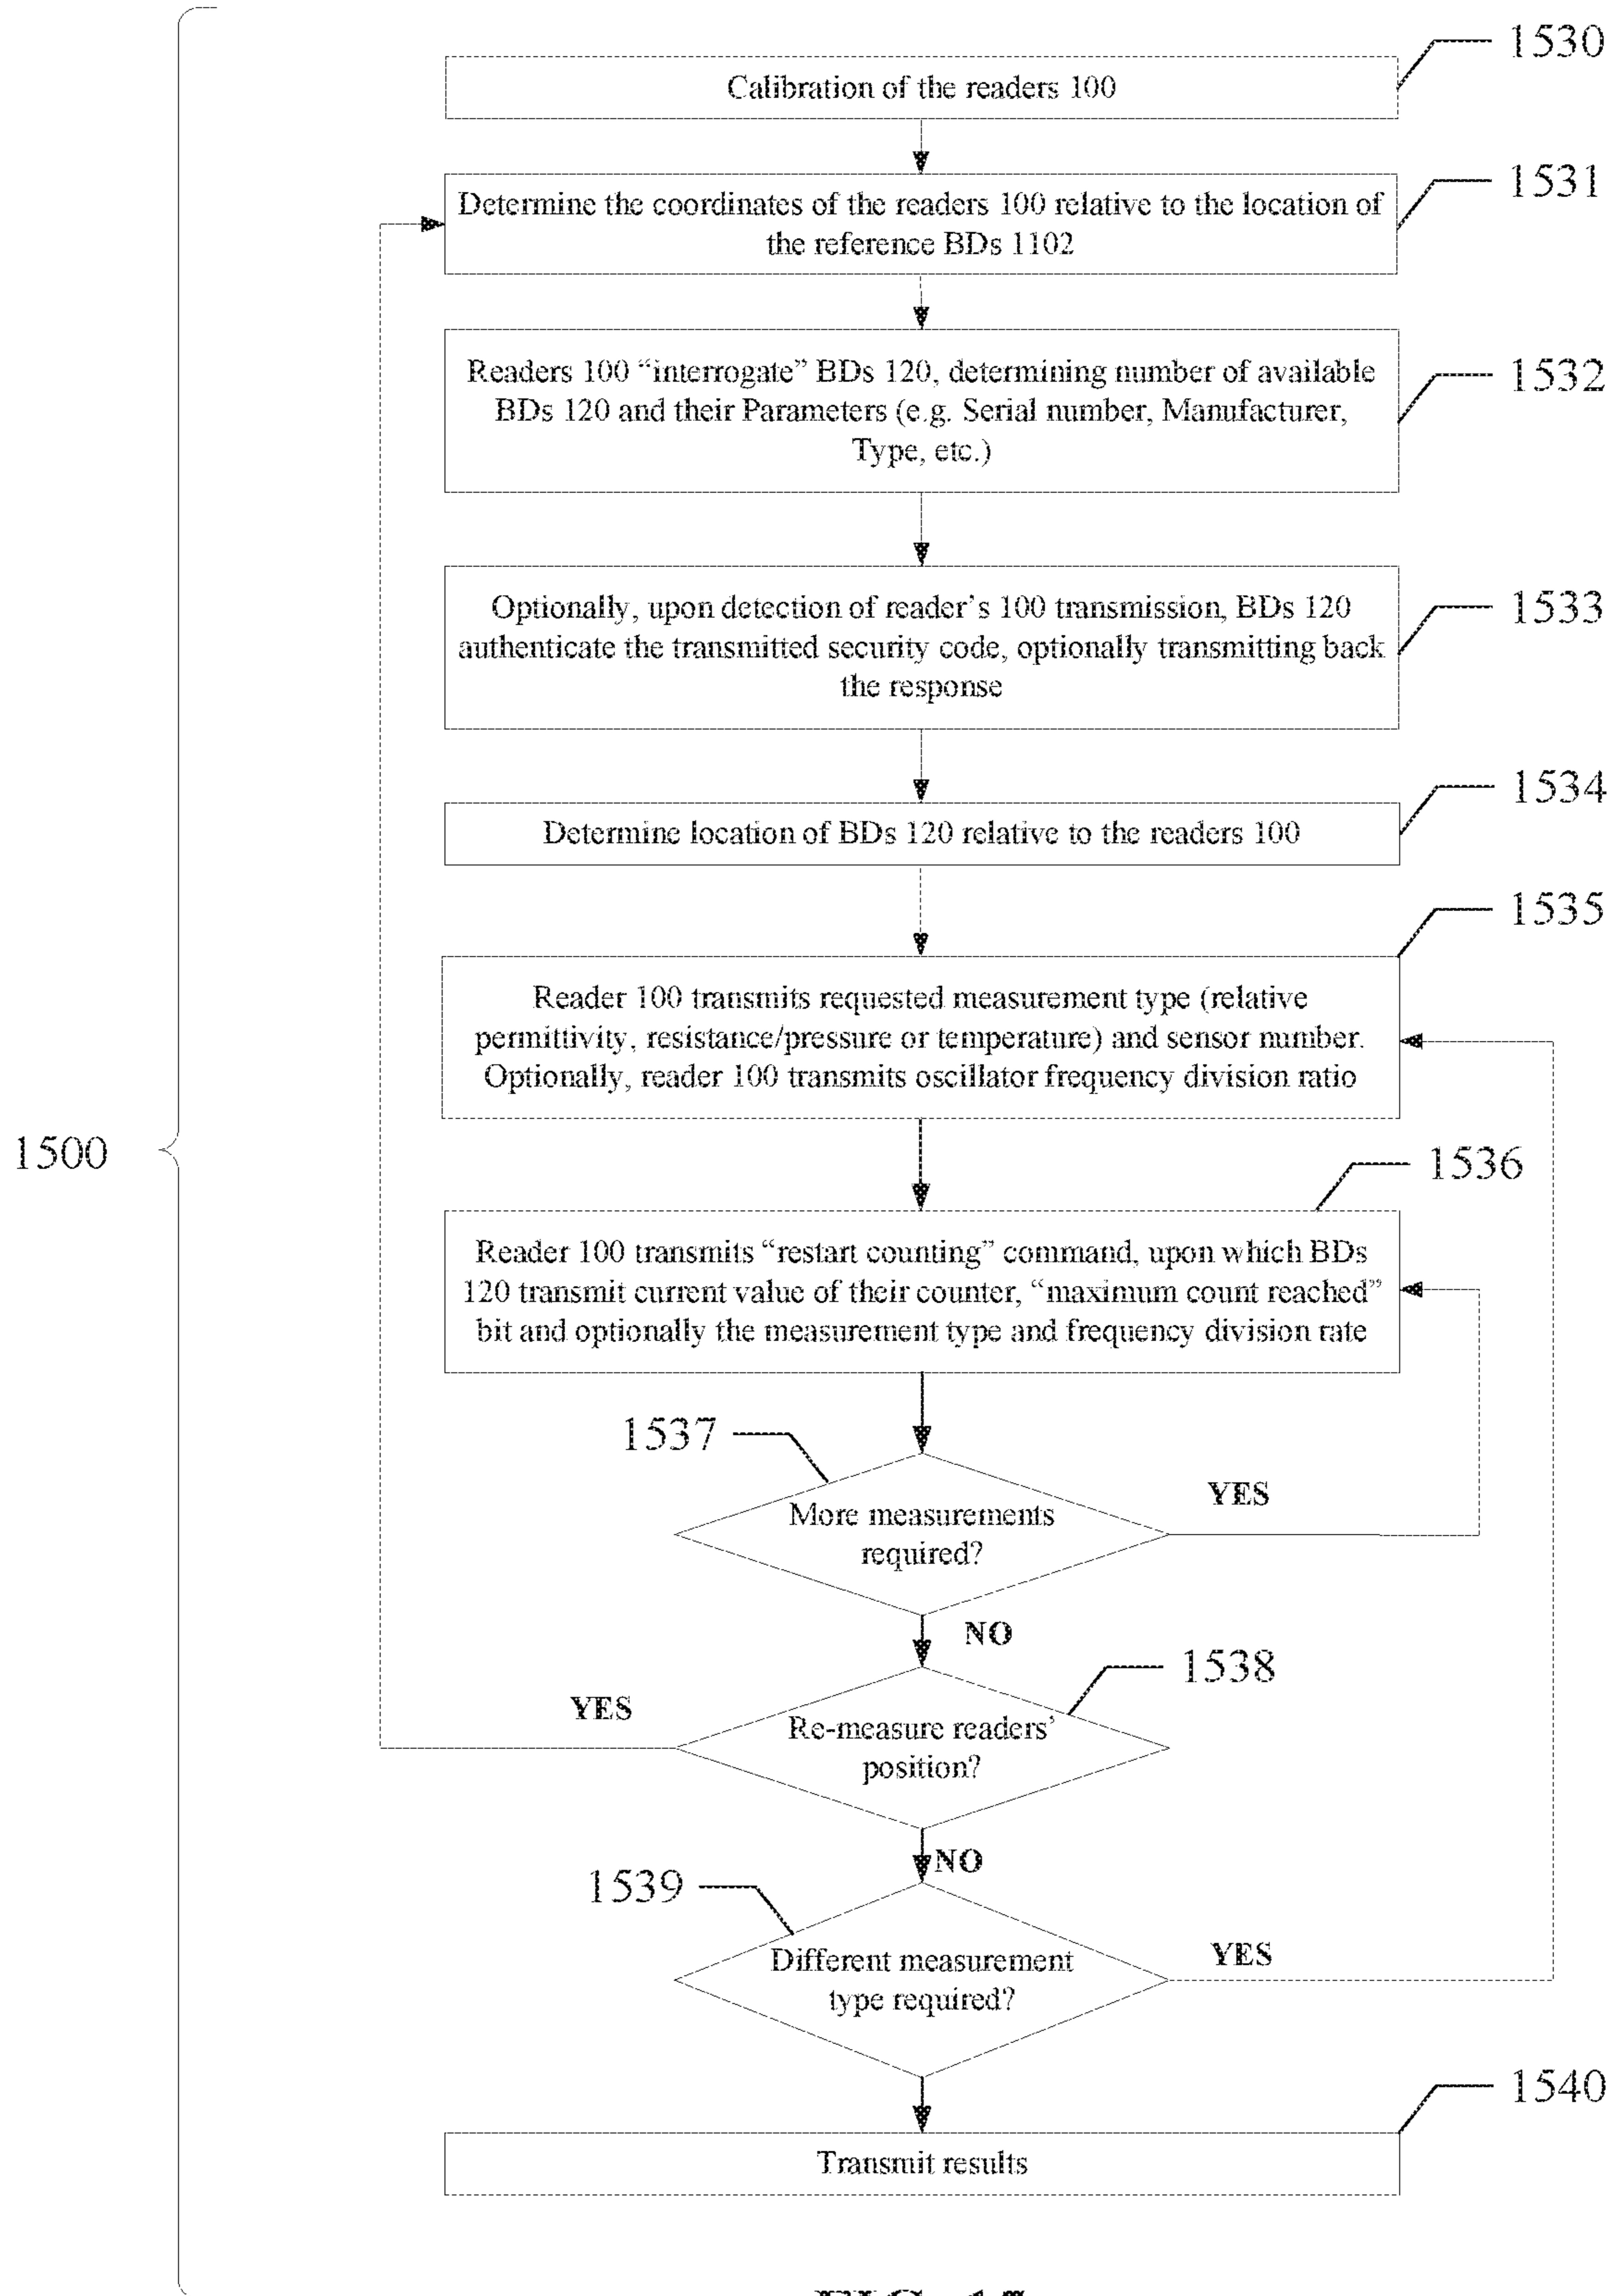 1530
Calibration of the readers 100
1531
Determine the coordinates of the readers 100 relative to the location of
the reference BDs 1102
1532
Readers 100 “interrogate” BDs 120, determining number of available
BDs 120 and their Parameters (e.g. Serial number, Manufacturer,
Type, etc.)
1533
Optionally, upon detection of reader’s 100 transmission, BDs 120
authenticate the transmitted security code, optionally transmitting back
the response
1534
Determine location of BDs 120 relative to the readers 100
1535
Reader 100 transmits requested measurement type (relative
permittivity, resistance/pressure or temperature) and sensor number.
Optionally, reader 100 transmits oscillator frequency division ratio
1500
1536
Reader 100 transmits “restart counting” command, upon which BDs
120 transmit current value of their counter, “maximum count reached”
bit and optionally the measurement type and frequency division rate
1537
YES
More measurements
required?
NO
1538
YES
Re-measure readers’
position?
NO
1539
YES
Different measurement
type required?
1540
Transmit results